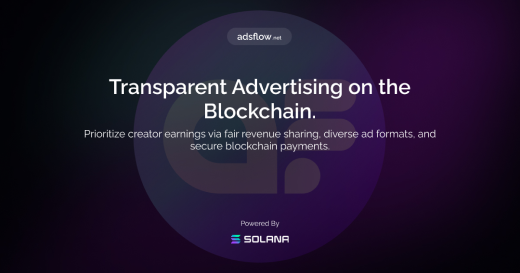 adsflow.net
Transparent Advertising on the
Blockchain.
Prioritize creator earnings via fair revenue sharing, diverse ad formats, and
secure blockchain payments.
Powered By
SOLANA